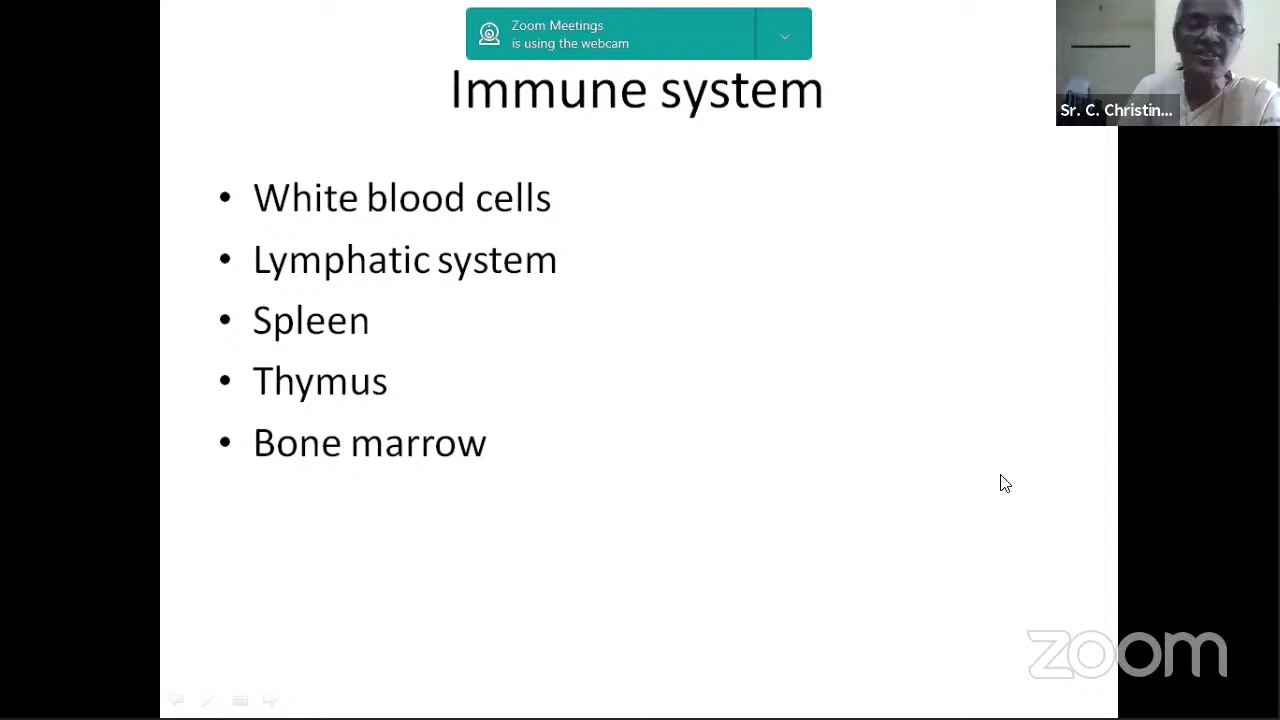 Zoom Meetings
is using the webcam
Immune system
Sr. C. Christin...
• White blood cells
• Lymphatic system
• Spleen
• Thymus
• Bone marrow
zoom